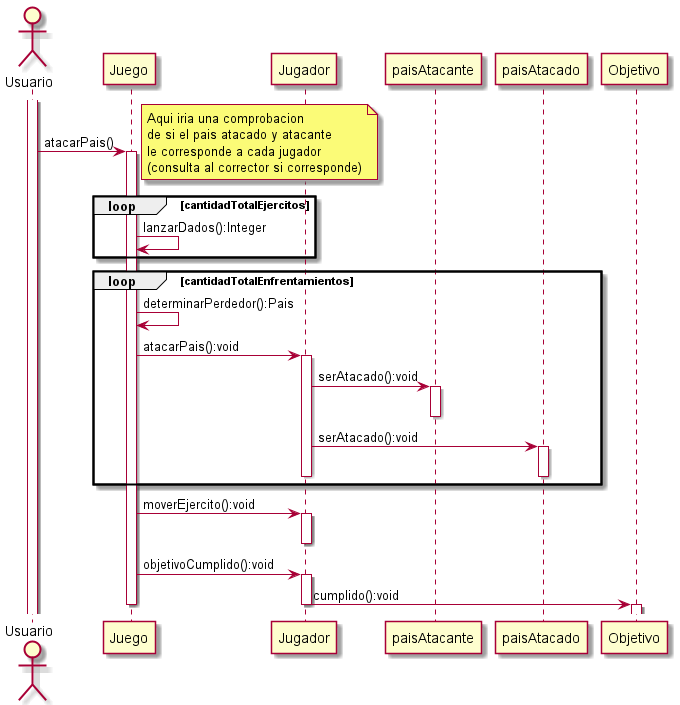 Usuario
Juego
Jugador
paisAtacante
paisAtacado
Objetivo
Aqui iria una comprobacion
de si el pais atacado y atacante
le corresponde a cada jugador
(consulta al corrector si corresponde)
atacarPais()
loop [cantidadTotalEjercitos]
lanzarDados():Integer
loop [cantidadTotalEnfrentamientos]
determinarPerdedor():Pais
atacarPais():void
serAtacado():void
serAtacado():void
moverEjercito():void
objetivoCumplido():void
cumplido():void
Usuario
Juego
Jugador
paisAtacante
paisAtacado
Objetivo